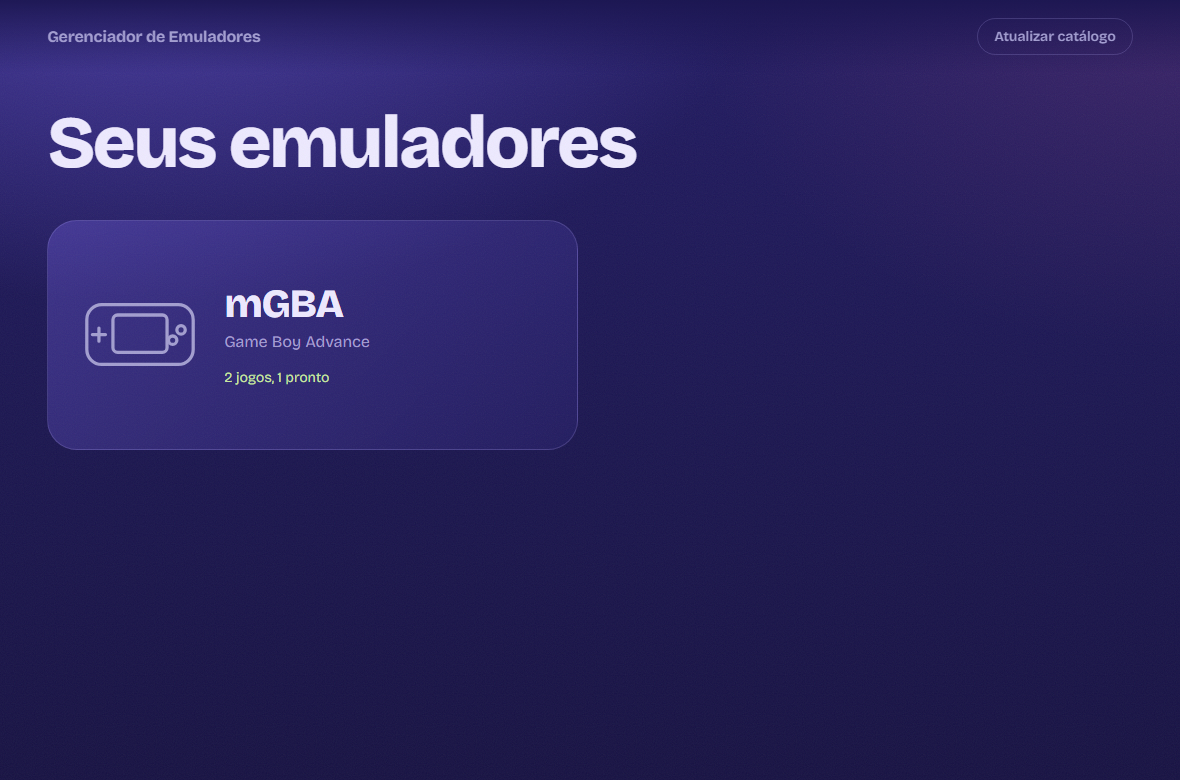 Gerenciador de Emuladores
Atualizar catálogo
Seus emuladores
mGBA
Game Boy Advance
2 jogos, 1 pronto